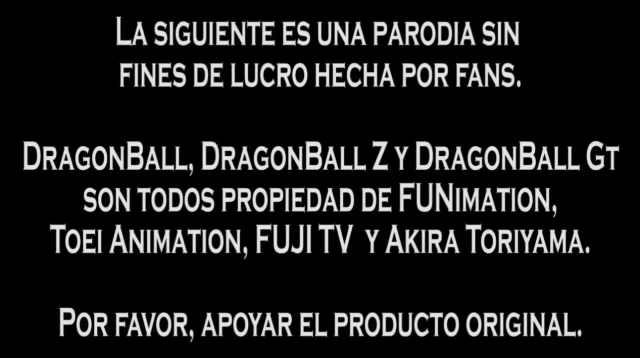 La siguiente es una parodia sin
fines de lucro hecha por fans.
DragonBall, DragonBall Z y DragonBall Gt
son todos propiedad de FUNimation,
Toei Animation, FUJI TV y Akira Toriyama.
Por favor, apoyar el producto original.